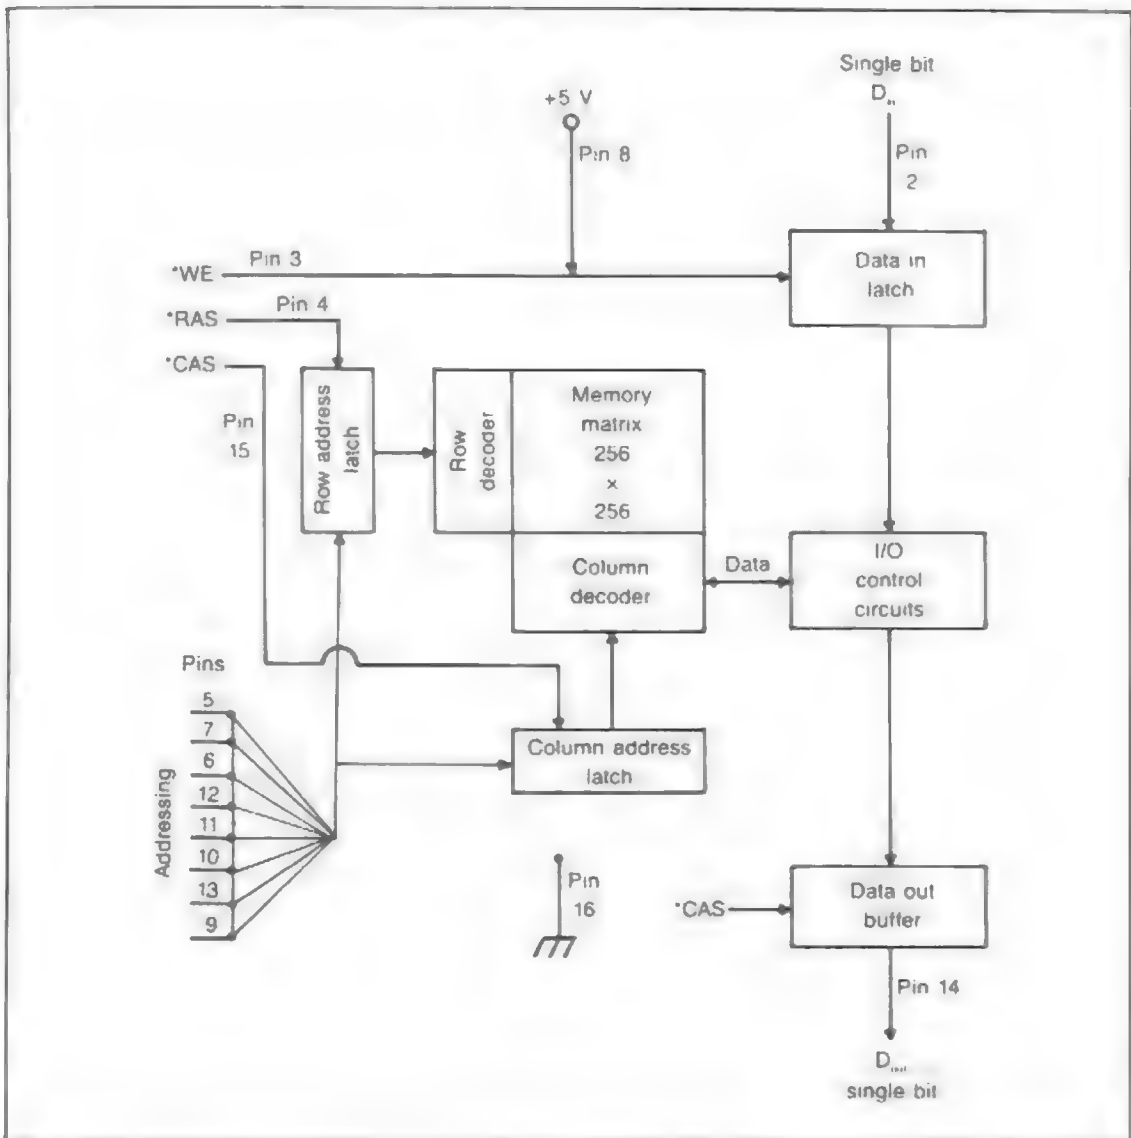 Single bit
D_in
+5 V
Pin 8
Pin
2
*WE
Pin 3
Data in
latch
*RAS
Pin 4
*CAS
Pin
15
Row address
latch
Row
decoder
Memory
matrix
256
×
256
Column
decoder
Data
I/O
control
circuits
Pins
5
7
6
12
11
10
13
9
Addressing
Column address
latch
Pin
16
*CAS
Data out
buffer
Pin 14
D_out
single bit